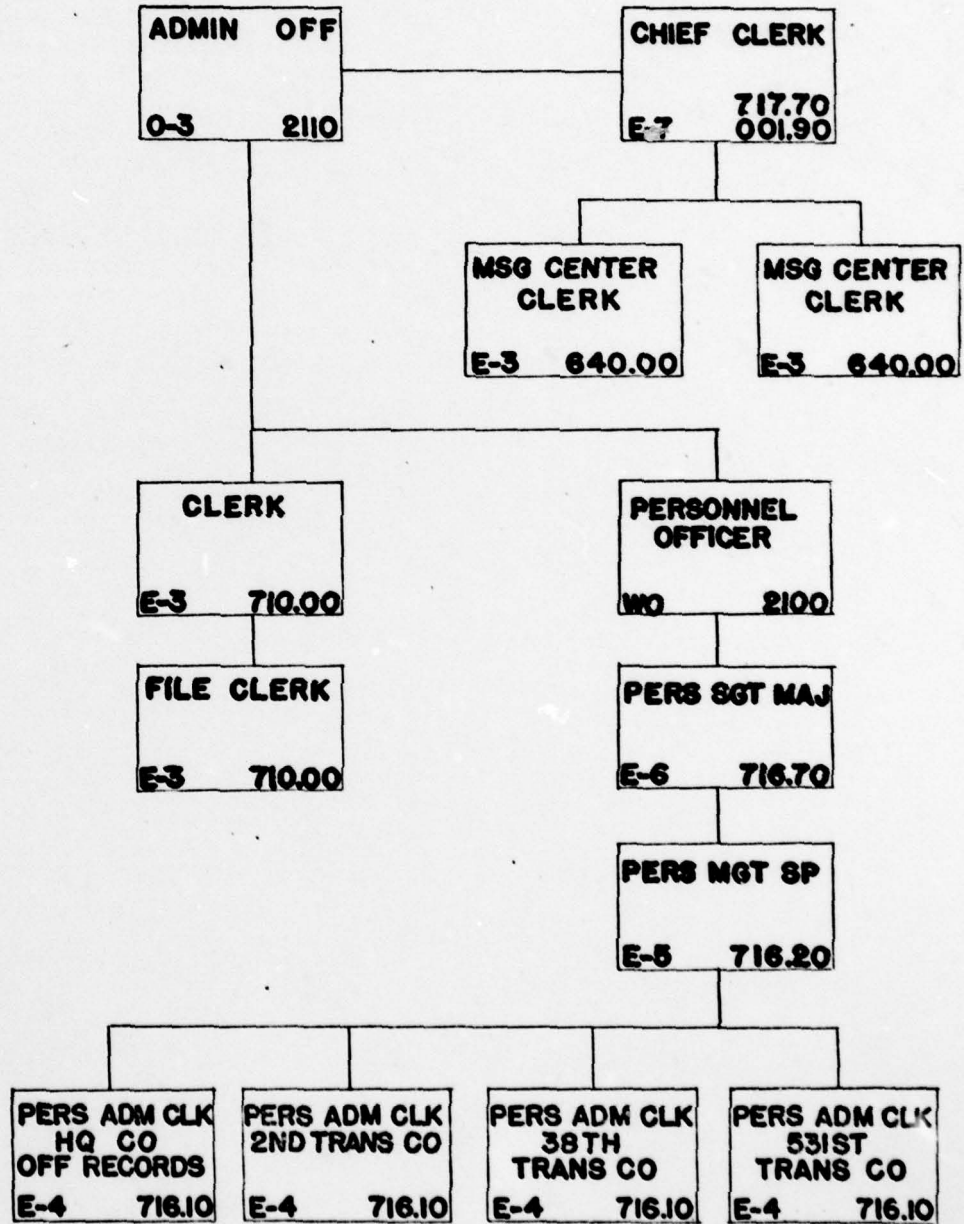 ADMIN OFF
O-3 2110
CHIEF CLERK
717.70
E-7 001.90
MSG CENTER
CLERK
E-3 640.00
MSG CENTER
CLERK
E-3 640.00
CLERK
E-3 710.00
PERSONNEL
OFFICER
WO 2100
FILE CLERK
E-3 710.00
PERS SGT MAJ
E-6 716.70
PERS MGT SP
E-5 716.20
PERS ADM CLK
HQ CO
OFF RECORDS
E-4 716.10
PERS ADM CLK
2ND TRANS CO
E-4 716.10
PERS ADM CLK
38TH
TRANS CO
E-4 716.10
PERS ADM CLK
531ST
TRANS CO
E-4 716.10